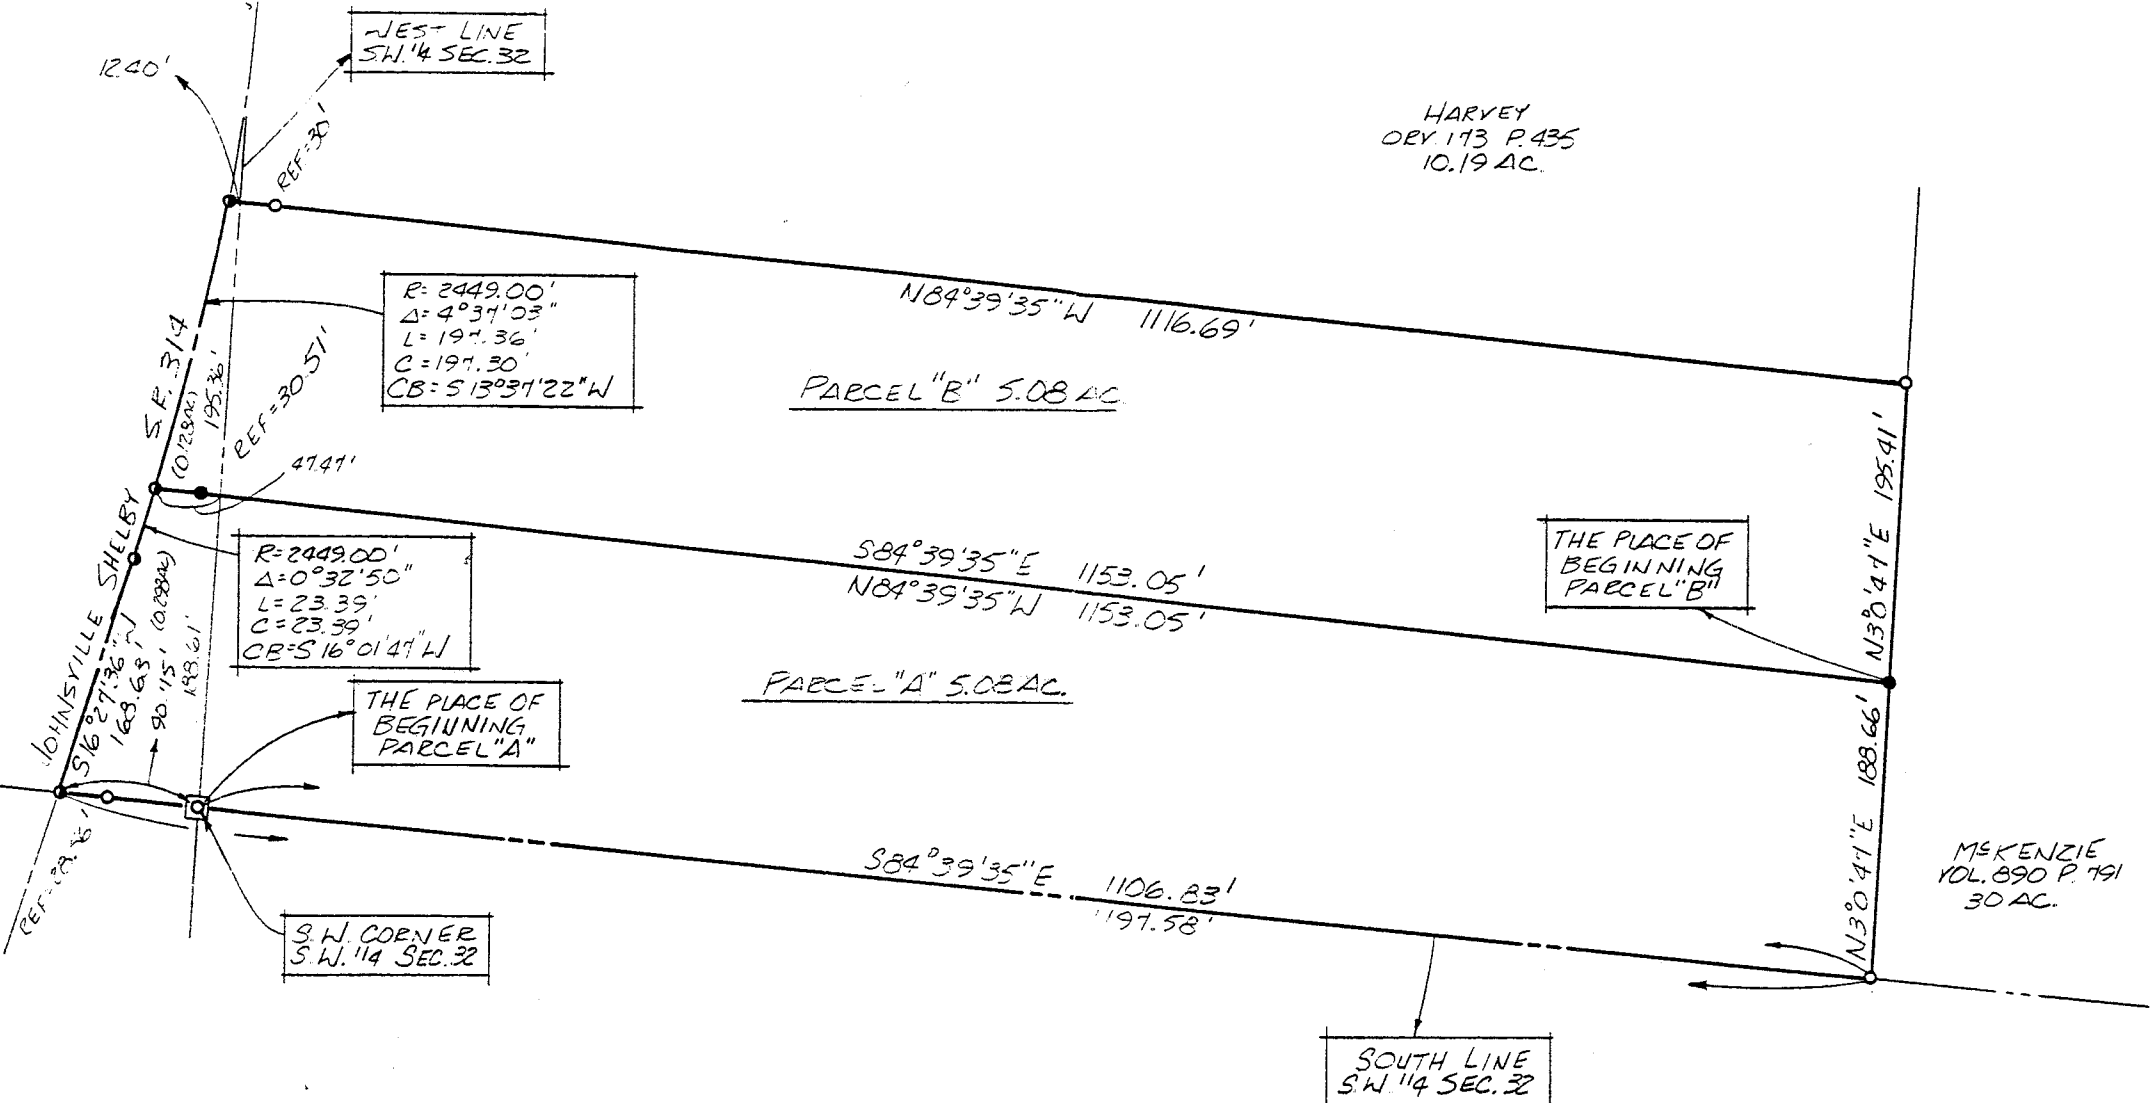 WEST LINE
S.W. 1/4 SEC. 32
12.40'
REF=30'
HARVEY
ORV. 173 P. 435
10.19 AC.
R= 2449.00'
Δ= 4°37'03"
L= 197.36'
C= 197.30'
CB= S13°37'22"W
N84°39'35"W 1116.69'
S.R. 314
195.36'
REF=30.51'
PARCEL "B" 5.08 AC.
47.47'
N3°0'47"E 195.41'
JOHNSVILLE SHELBY
R=2449.00'
Δ=0°32'50"
L=23.39'
C=23.39'
CB=S16°01'47"W
S84°39'35"E 1153.05'
N84°39'35"W 1153.05'
THE PLACE OF
BEGINNING
PARCEL "B"
S16°27'36"W
168.63'
90.75'
188.61'
PARCEL "A" 5.08 AC.
THE PLACE OF
BEGINNING
PARCEL "A"
N3°0'47"E 188.66'
S84°39'35"E 1106.83'
1197.58'
McKENZIE
VOL. 890 P. 791
30 AC.
S.W. CORNER
S.W. 1/4 SEC. 32
SOUTH LINE
S.W. 1/4 SEC. 32